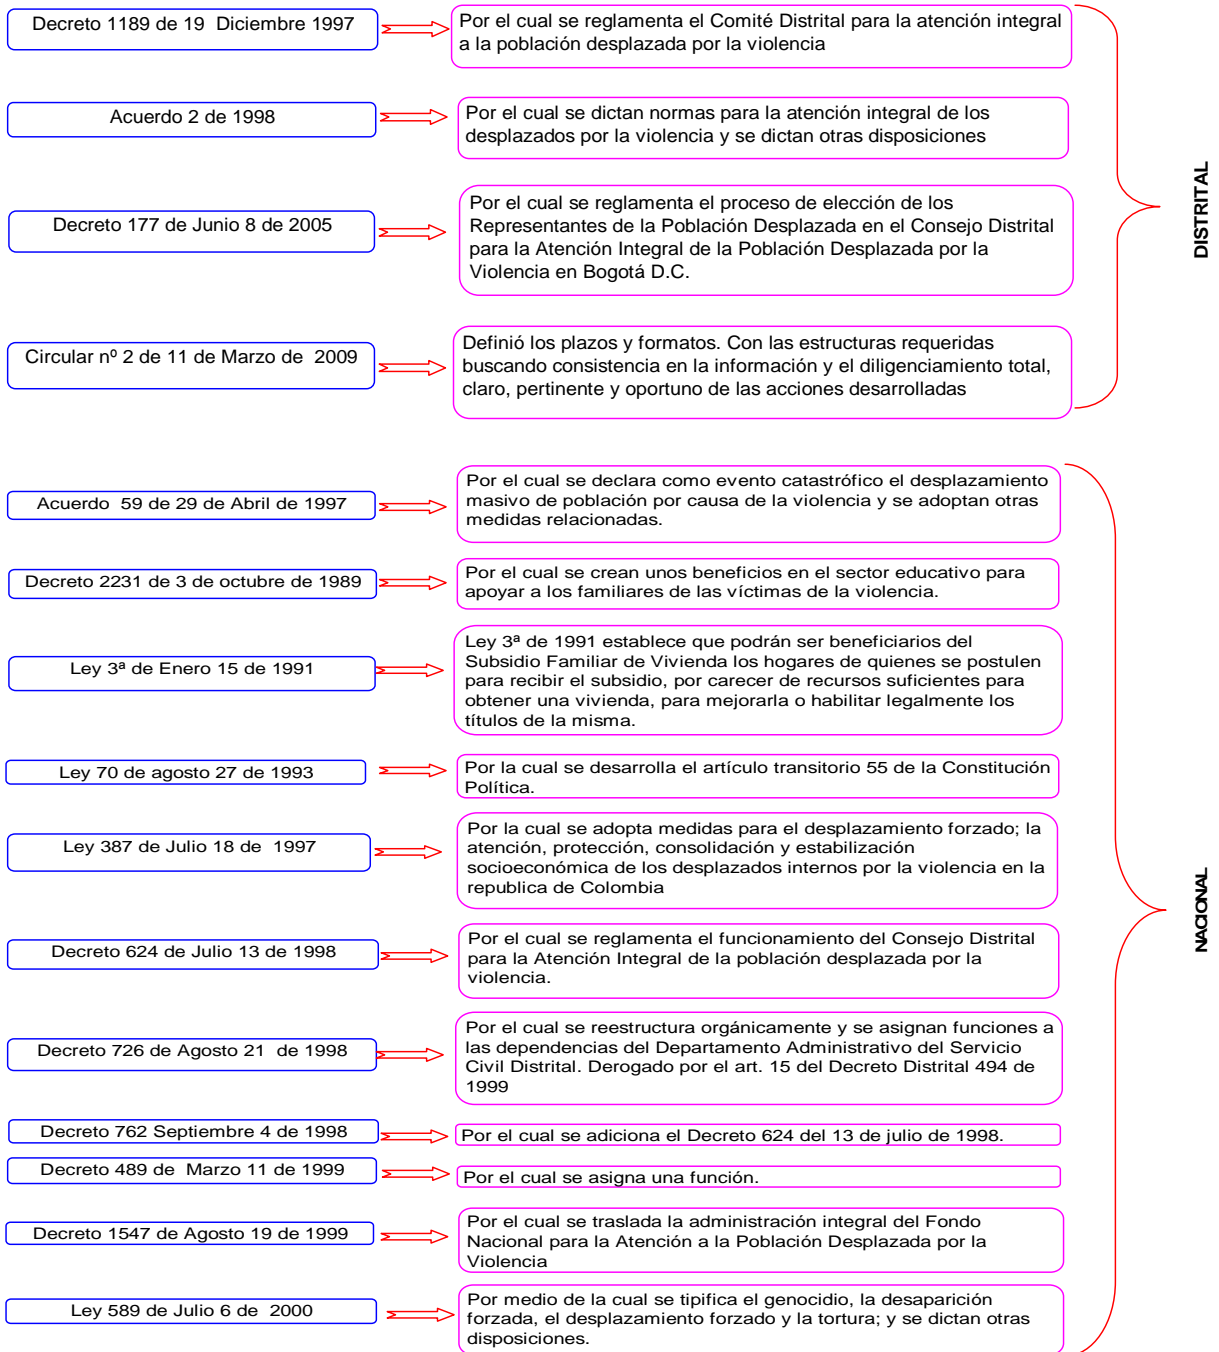 Decreto 1189 de 19 Diciembre 1997
Por el cual se reglamenta el Comité Distrital para la atención integral
a la población desplazada por la violencia
Acuerdo 2 de 1998
Por el cual se dictan normas para la atención integral de los
desplazados por la violencia y se dictan otras disposiciones
Decreto 177 de Junio 8 de 2005
Por el cual se reglamenta el proceso de elección de los
Representantes de la Población Desplazada en el Consejo Distrital
para la Atención Integral de la Población Desplazada por la
Violencia en Bogotá D.C.
Circular nº 2 de 11 de Marzo de 2009
Definió los plazos y formatos. Con las estructuras requeridas
buscando consistencia en la información y el diligenciamiento total,
claro, pertinente y oportuno de las acciones desarrolladas
DISTRITAL
Acuerdo 59 de 29 de Abril de 1997
Por el cual se declara como evento catastrófico el desplazamiento
masivo de población por causa de la violencia y se adoptan otras
medidas relacionadas.
Decreto 2231 de 3 de octubre de 1989
Por el cual se crean unos beneficios en el sector educativo para
apoyar a los familiares de las víctimas de la violencia.
Ley 3ª de Enero 15 de 1991
Ley 3ª de 1991 establece que podrán ser beneficiarios del
Subsidio Familiar de Vivienda los hogares de quienes se postulen
para recibir el subsidio, por carecer de recursos suficientes para
obtener una vivienda, para mejorarla o habilitar legalmente los
títulos de la misma.
Ley 70 de agosto 27 de 1993
Por la cual se desarrolla el artículo transitorio 55 de la Constitución
Política.
Ley 387 de Julio 18 de 1997
Por la cual se adopta medidas para el desplazamiento forzado; la
atención, protección, consolidación y estabilización
socioeconómica de los desplazados internos por la violencia en la
republica de Colombia
Decreto 624 de Julio 13 de 1998
Por el cual se reglamenta el funcionamiento del Consejo Distrital
para la Atención Integral de la población desplazada por la
violencia.
Decreto 726 de Agosto 21 de 1998
Por el cual se reestructura orgánicamente y se asignan funciones a
las dependencias del Departamento Administrativo del Servicio
Civil Distrital. Derogado por el art. 15 del Decreto Distrital 494 de
1999
Decreto 762 Septiembre 4 de 1998
Por el cual se adiciona el Decreto 624 del 13 de julio de 1998.
Decreto 489 de Marzo 11 de 1999
Por el cual se asigna una función.
Decreto 1547 de Agosto 19 de 1999
Por el cual se traslada la administración integral del Fondo
Nacional para la Atención a la Población Desplazada por la
Violencia
Ley 589 de Julio 6 de 2000
Por medio de la cual se tipifica el genocidio, la desaparición
forzada, el desplazamiento forzado y la tortura; y se dictan otras
disposiciones.
NACIONAL